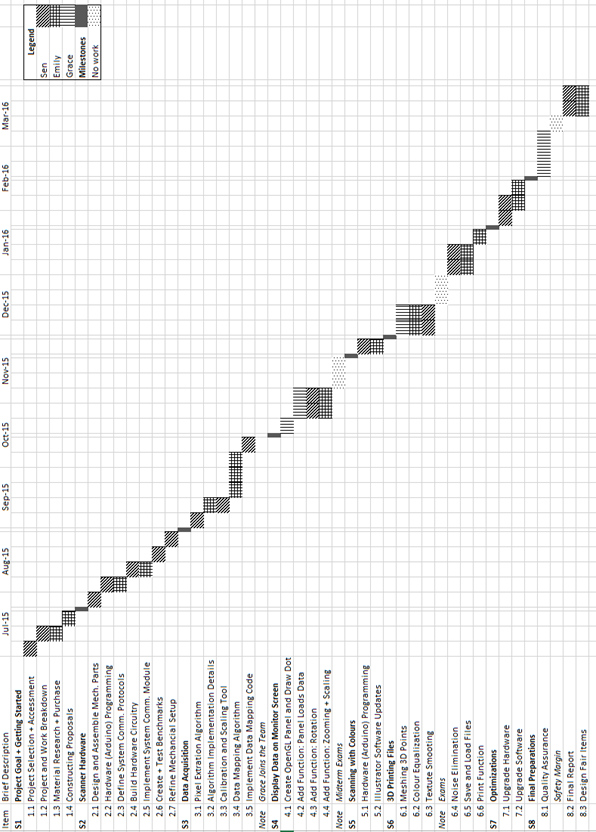 Item Brief Description Jul-15 Aug-15 Sep-15 Oct-15 Nov-15 Dec-15 Jan-16 Feb-16 Mar-16
S1 Project Goal + Getting Started
1.1 Project Selection + Assessment
1.2 Project and Work Breakdown
1.3 Material Research + Purchase
1.4 Consecting Proposals
S2 Scanner Hardware
2.1 Design and Assemble Mech. Parts
2.2 Hardware (Arduino) Programming
2.3 Define System Comm. Protocols
2.4 Build Hardware Circuitry
2.5 Implement System Comm. Module
2.6 Create + Test Benchmarks
2.7 Refine Mechancial Setup
S3 Data Acquisition
3.1 Pixel Extration Algorithm
3.2 Algorithm Implementation Details
3.3 Calibration and Scaling Tool
3.4 Data Mapping Algorithm
3.5 Implement Data Mapping Code
Note Grace Joins the Team
S4 Display Data on Monitor Screen
4.1 Create OpenGL Panel and Draw Dot
4.2 Add Function: Panel Loads Data
4.3 Add Function: Rotation
4.4 Add Function: Zooming + Scaling
Note Midterm Exams
S5 Scanning with Colours
5.1 Hardware (Arduino) Programming
5.2 Illustrator Software Updates
S6 3D Printing Files
6.1 Meshing 3D Points
6.2 Colour Equalization
6.3 Texture Smooting
Note Exams
6.4 Noise Elimination
6.5 Save and Load Files
6.6 Print Function
S7 Optimizations
7.1 Upgrade Hardware
7.2 Upgrade Software
S8 Final Preparations
8.1 Quality Assurance
Safety Margin
8.2 Final Report
8.3 Design Fair Items
Legend
Sen
Emily
Grace
Milestones
No work